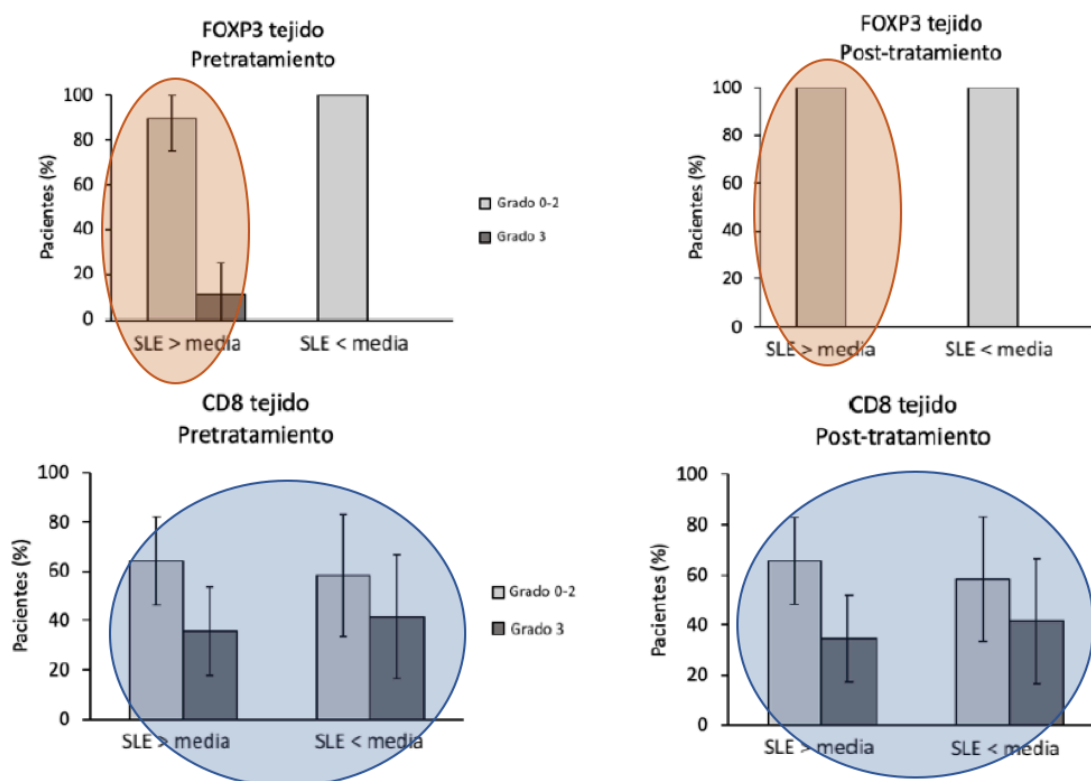 FOXP3 tejido
Pretratamiento
Pacientes (%)
100
80
60
40
20
0
SLE > media
SLE < media
Grado 0-2
Grado 3
FOXP3 tejido
Post-tratamiento
Pacientes (%)
100
80
60
40
20
0
SLE > media
SLE < media
CD8 tejido
Pretratamiento
Pacientes (%)
100
80
60
40
20
0
SLE > media
SLE < media
Grado 0-2
Grado 3
CD8 tejido
Post-tratamiento
Pacientes (%)
100
80
60
40
20
0
SLE > media
SLE < media